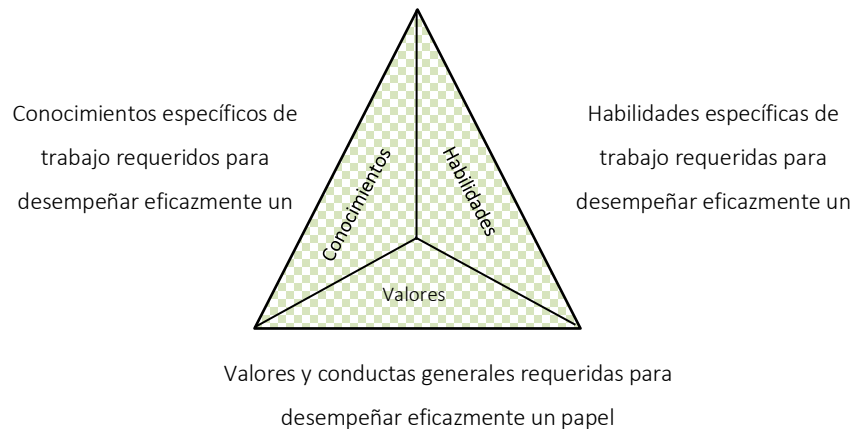 Conocimientos específicos de
trabajo requeridos para
desempeñar eficazmente un
Conocimientos
Habilidades
Valores
Habilidades específicas de
trabajo requeridas para
desempeñar eficazmente un
Valores y conductas generales requeridas para
desempeñar eficazmente un papel